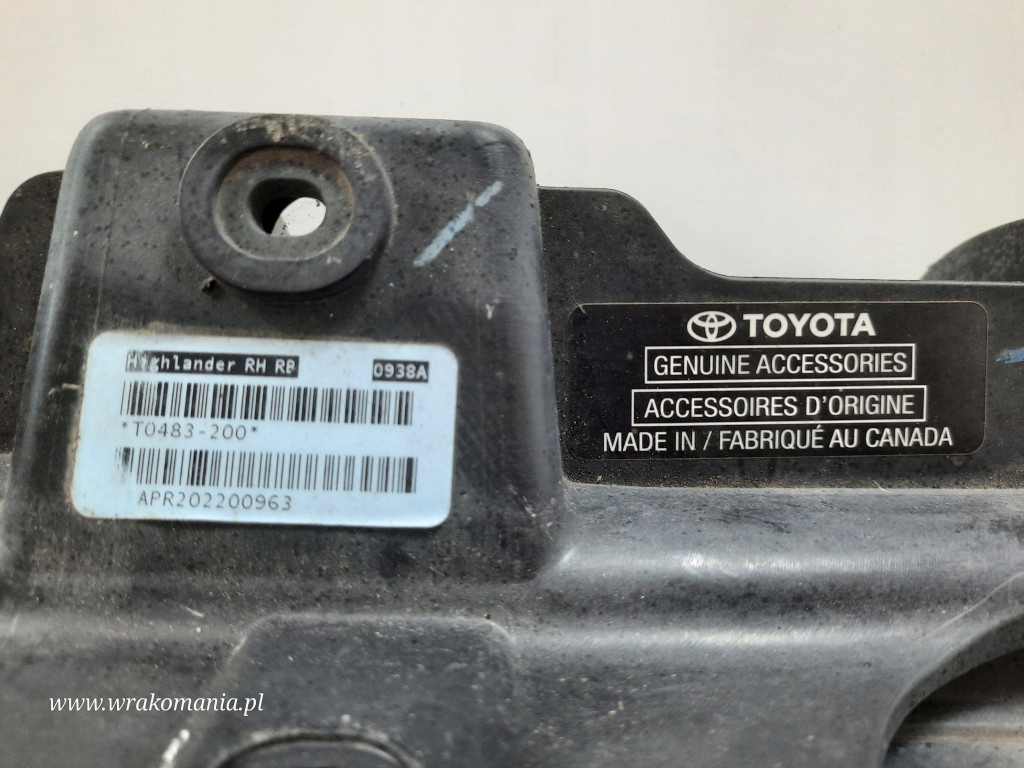 Highlander RH RB 0938A
*T0483-200*
APR202200963
TOYOTA
GENUINE ACCESSORIES
ACCESSOIRES D'ORIGINE
MADE IN / FABRIQUÉ AU CANADA
www.wrakomania.pl